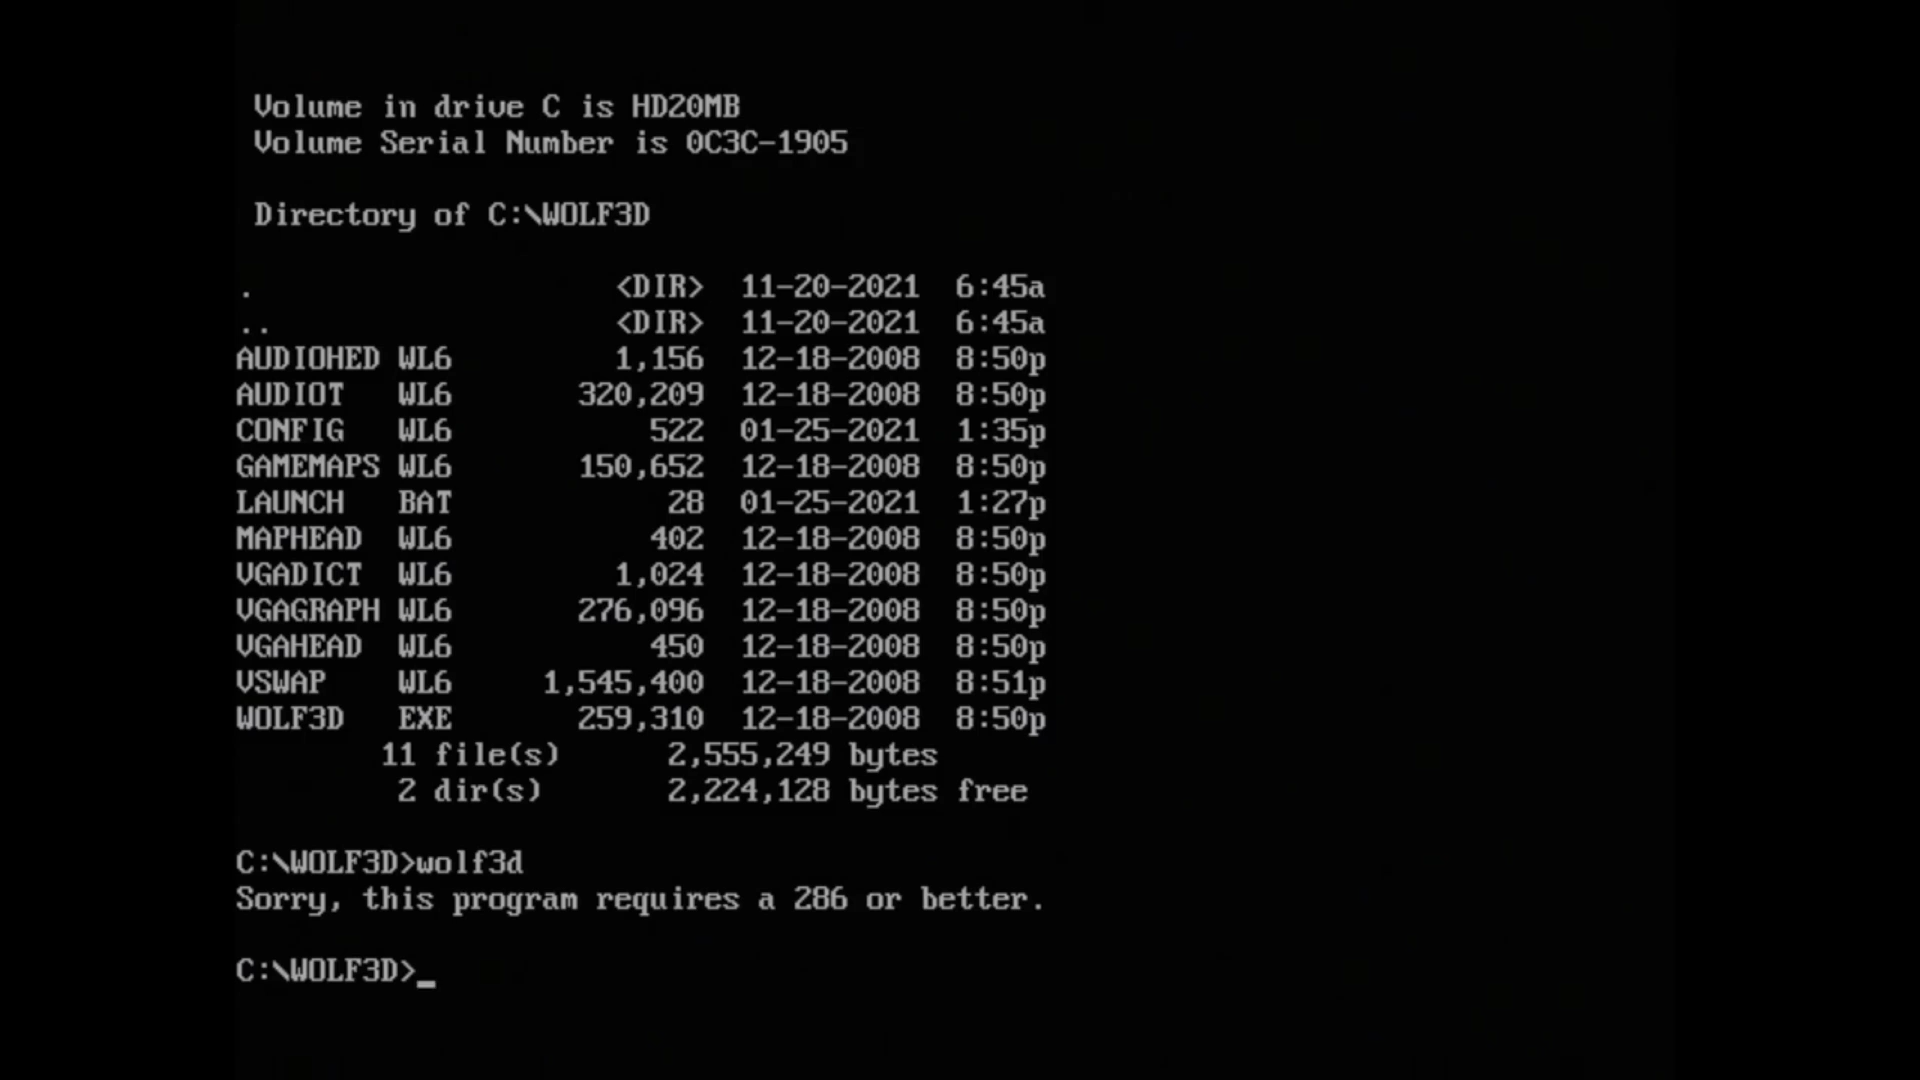 Volume in drive C is HD20MB
Volume Serial Number is 0C3C-1905
Directory of C:\WOLF3D
. <DIR> 11-20-2021 6:45a
.. <DIR> 11-20-2021 6:45a
AUDIOHED WL6 1,156 12-18-2008 8:50p
AUDIOT WL6 320,209 12-18-2008 8:50p
CONFIG WL6 522 01-25-2021 1:35p
GAMEMAPS WL6 150,652 12-18-2008 8:50p
LAUNCH BAT 28 01-25-2021 1:27p
MAPHEAD WL6 402 12-18-2008 8:50p
VGADICT WL6 1,024 12-18-2008 8:50p
VGAGRAPH WL6 276,096 12-18-2008 8:50p
VGAHEAD WL6 450 12-18-2008 8:50p
VSWAP WL6 1,545,400 12-18-2008 8:51p
WOLF3D EXE 259,310 12-18-2008 8:50p
11 file(s) 2,555,249 bytes
2 dir(s) 2,224,128 bytes free
C:\WOLF3D>wolf3d
Sorry, this program requires a 286 or better.
C:\WOLF3D>_